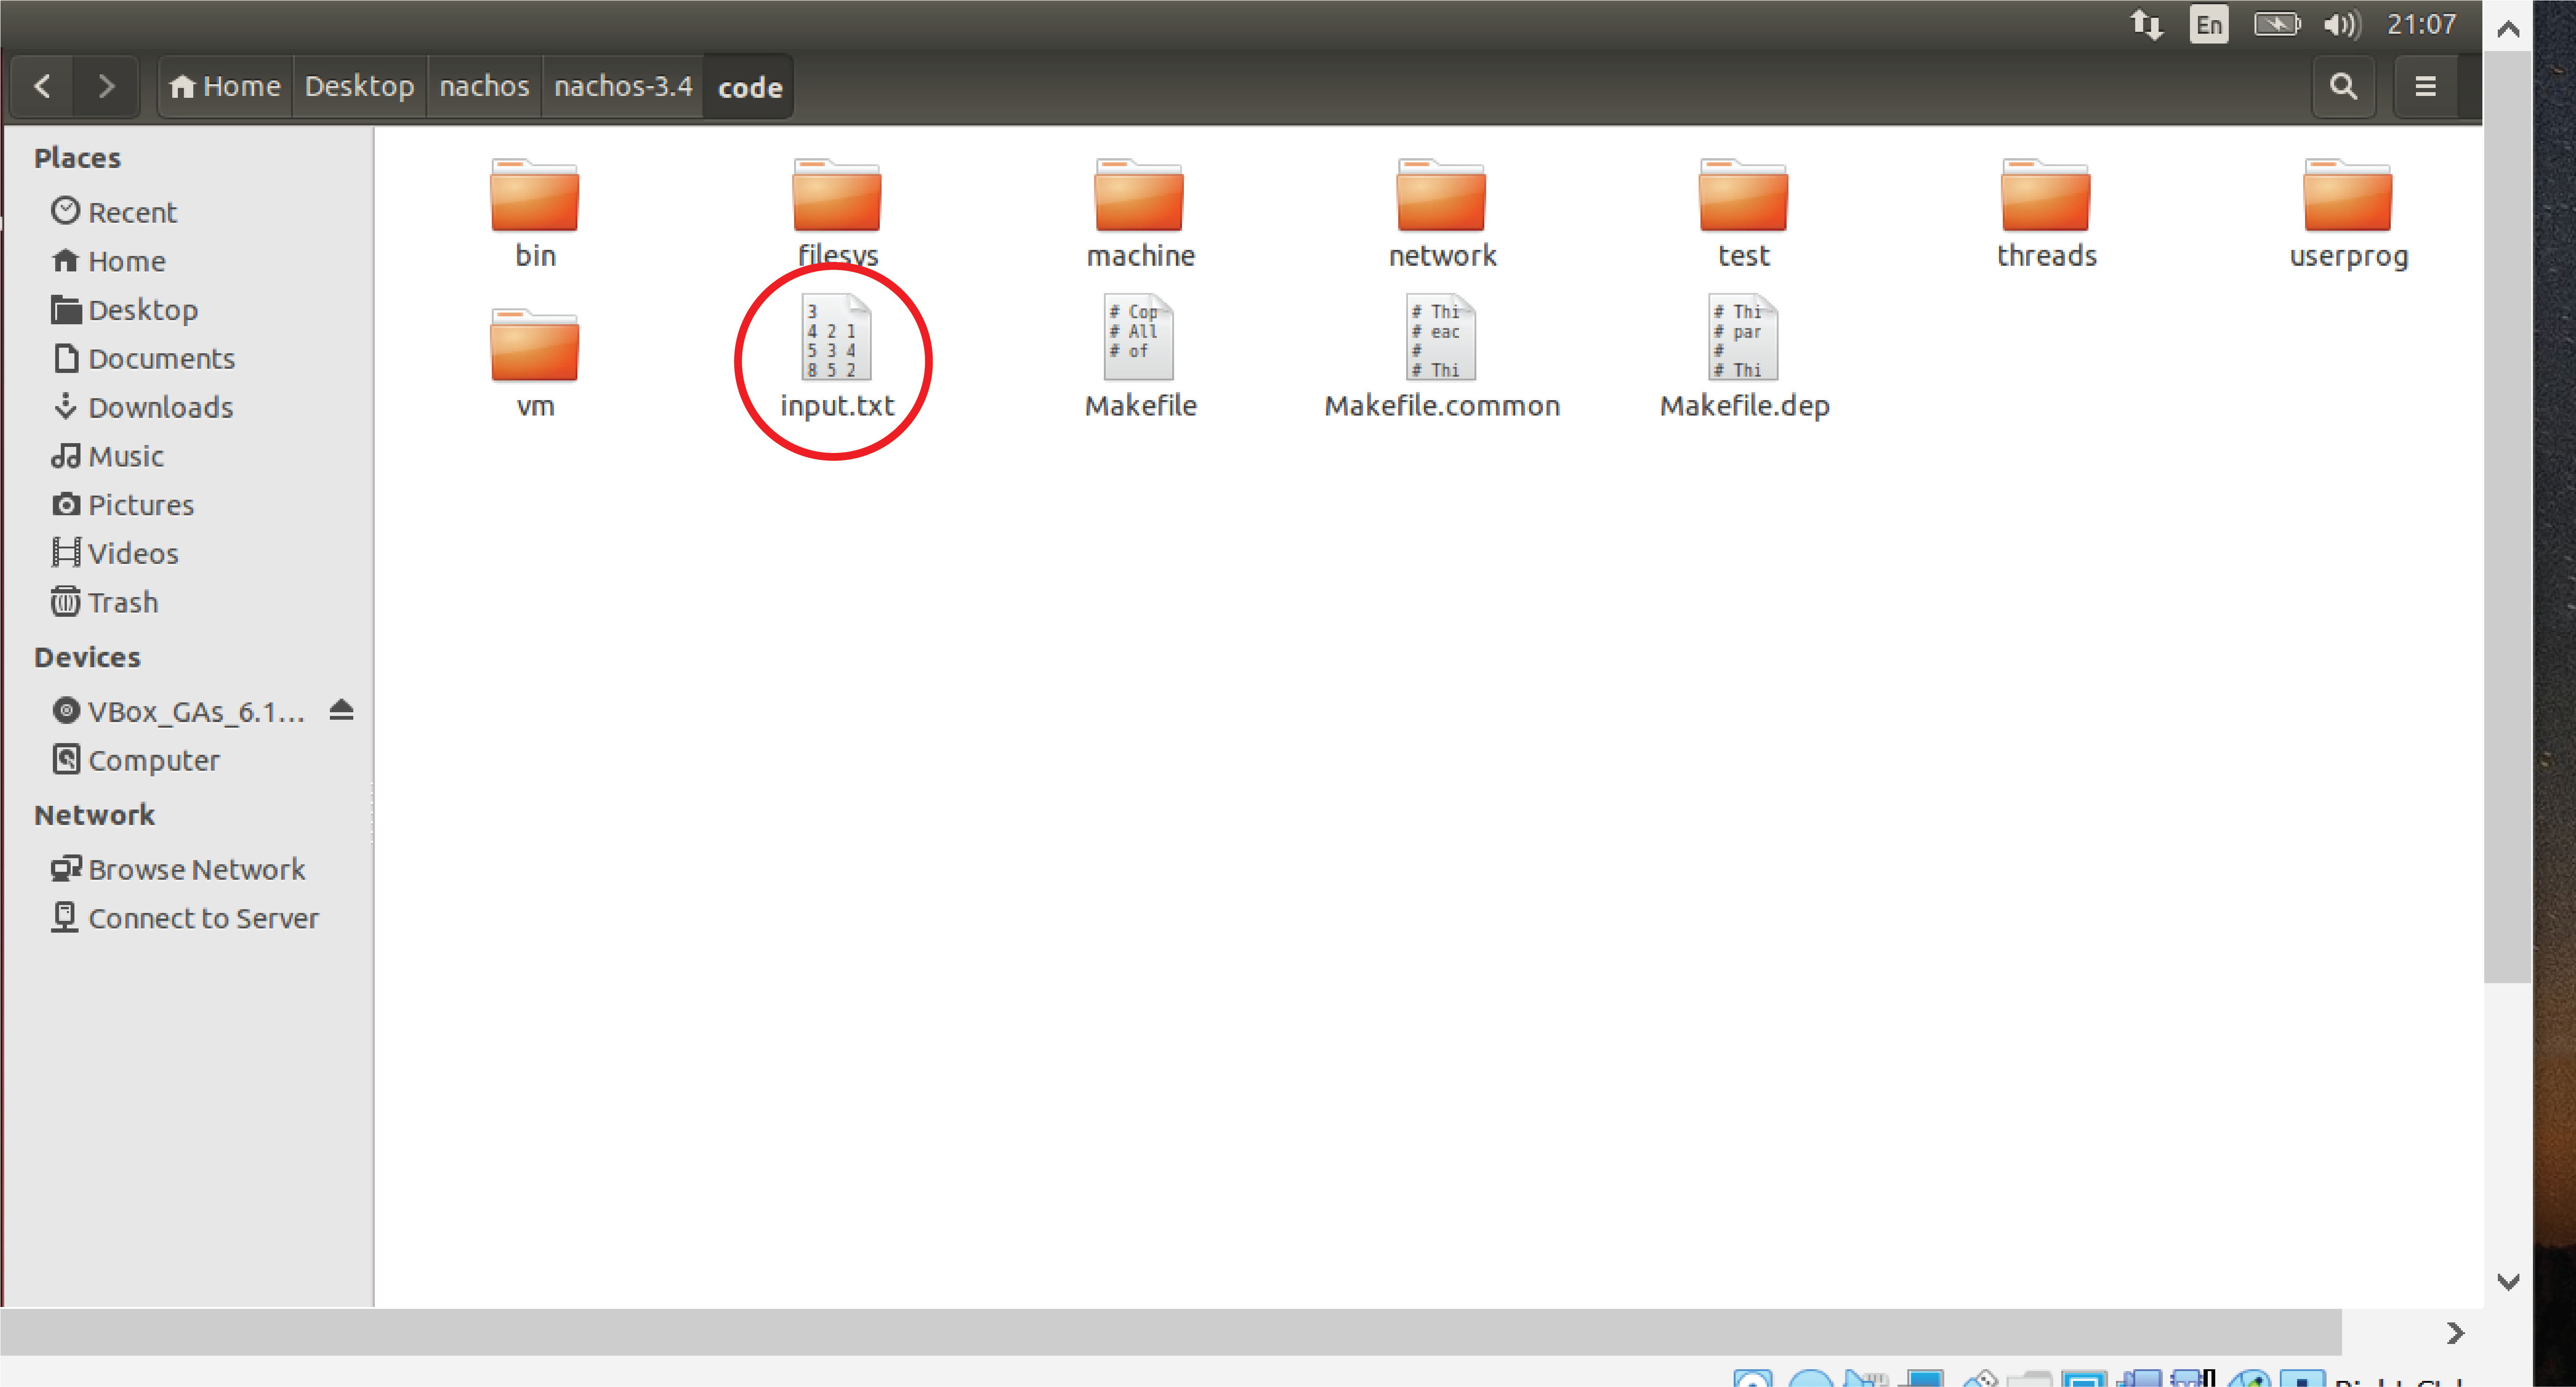 En 21:07
Home Desktop nachos nachos-3.4 code
Places
Recent
Home
Desktop
Documents
Downloads
Music
Pictures
Videos
Trash
Devices
VBox_GAs_6.1...
Computer
Network
Browse Network
Connect to Server
bin filesys machine network test threads userprog
3
4 2 1
5 3 4
8 5 2
# Cop
# All
# of
# Thi
# eac
#
# Thi
# Thi
# par
#
# Thi
vm input.txt Makefile Makefile.common Makefile.dep